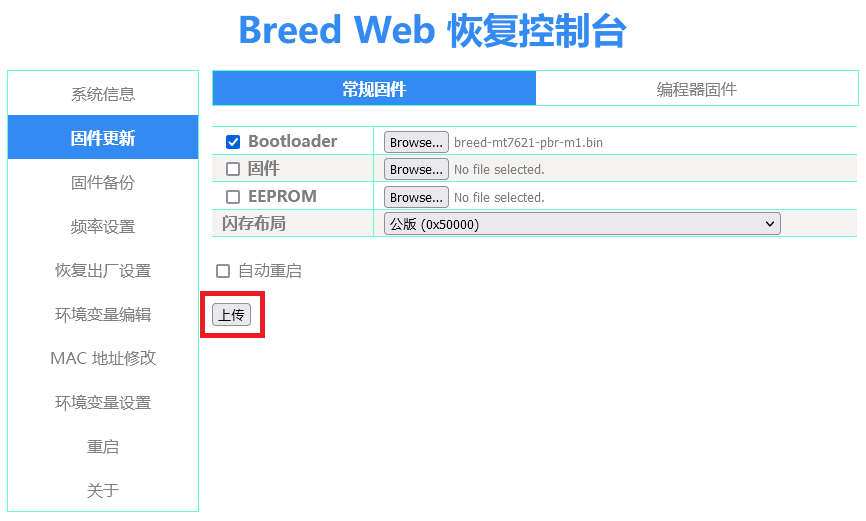 Breed Web 恢复控制台
系统信息
固件更新
固件备份
频率设置
恢复出厂设置
环境变量编辑
MAC 地址修改
环境变量设置
重启
关于
常规固件 编程器固件
Bootloader Browse... breed-mt7621-pbr-m1.bin
固件 Browse... No file selected.
EEPROM Browse... No file selected.
闪存布局 公版 (0x50000)
自动重启
上传